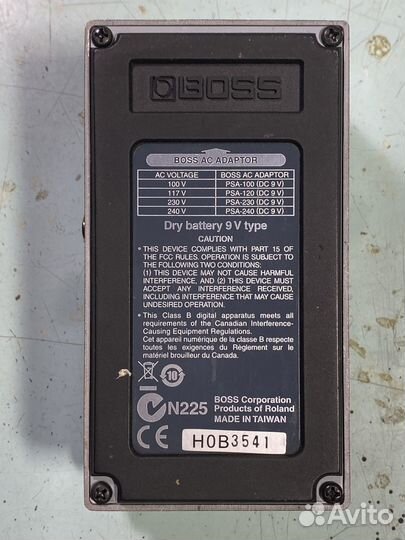 BOSS
BOSS AC ADAPTOR
AC VOLTAGE BOSS AC ADAPTOR
100 V PSA-100 (DC 9 V)
117 V PSA-120 (DC 9 V)
230 V PSA-230 (DC 9 V)
240 V PSA-240 (DC 9 V)
Dry battery 9 V type
CAUTION
• THIS DEVICE COMPLIES WITH PART 15 OF
THE FCC RULES. OPERATION IS SUBJECT TO
THE FOLLOWING TWO CONDITIONS:
(1) THIS DEVICE MAY NOT CAUSE HARMFUL
INTERFERENCE, AND (2) THIS DEVICE MUST
ACCEPT ANY INTERFERENCE RECEIVED,
INCLUDING INTERFERENCE THAT MAY CAUSE
UNDESIRED OPERATION.
• This Class B digital apparatus meets all
requirements of the Canadian Interference-
Causing Equipment Regulations.
Cet appareil numérique de la classe B respecte
toutes les exigences du Règlement sur le
matériel brouilleur du Canada.
10
N225
BOSS Corporation
Products of Roland
MADE IN TAIWAN
CE
H0B3541
Avito